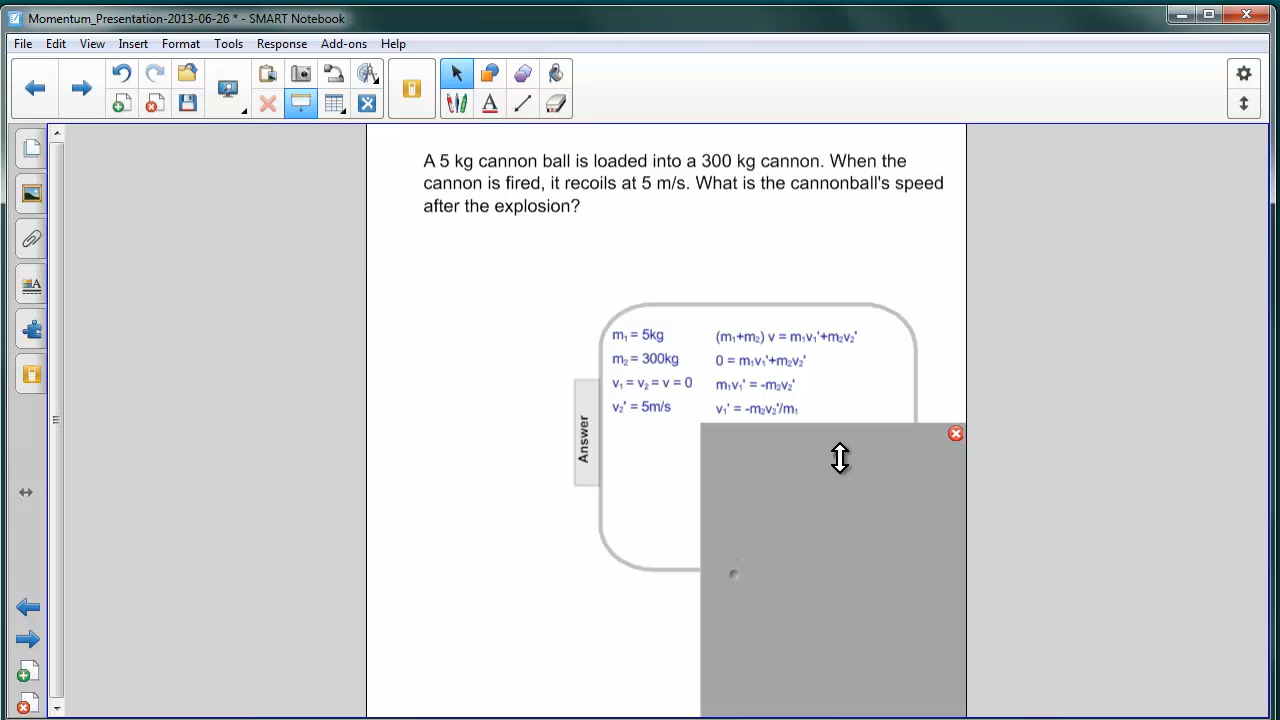 Momentum_Presentation-2013-06-26 * - SMART Notebook
File Edit View Insert Format Tools Response Add-ons Help
A 5 kg cannon ball is loaded into a 300 kg cannon. When the
cannon is fired, it recoils at 5 m/s. What is the cannonball's speed
after the explosion?
Answer
m₁ = 5kg
m₂ = 300kg
v₁ = v₂ = v = 0
v₂' = 5m/s
(m₁+m₂) v = m₁v₁'+m₂v₂'
0 = m₁v₁'+m₂v₂'
m₁v₁' = -m₂v₂'
v₁' = -m₂v₂'/m₁